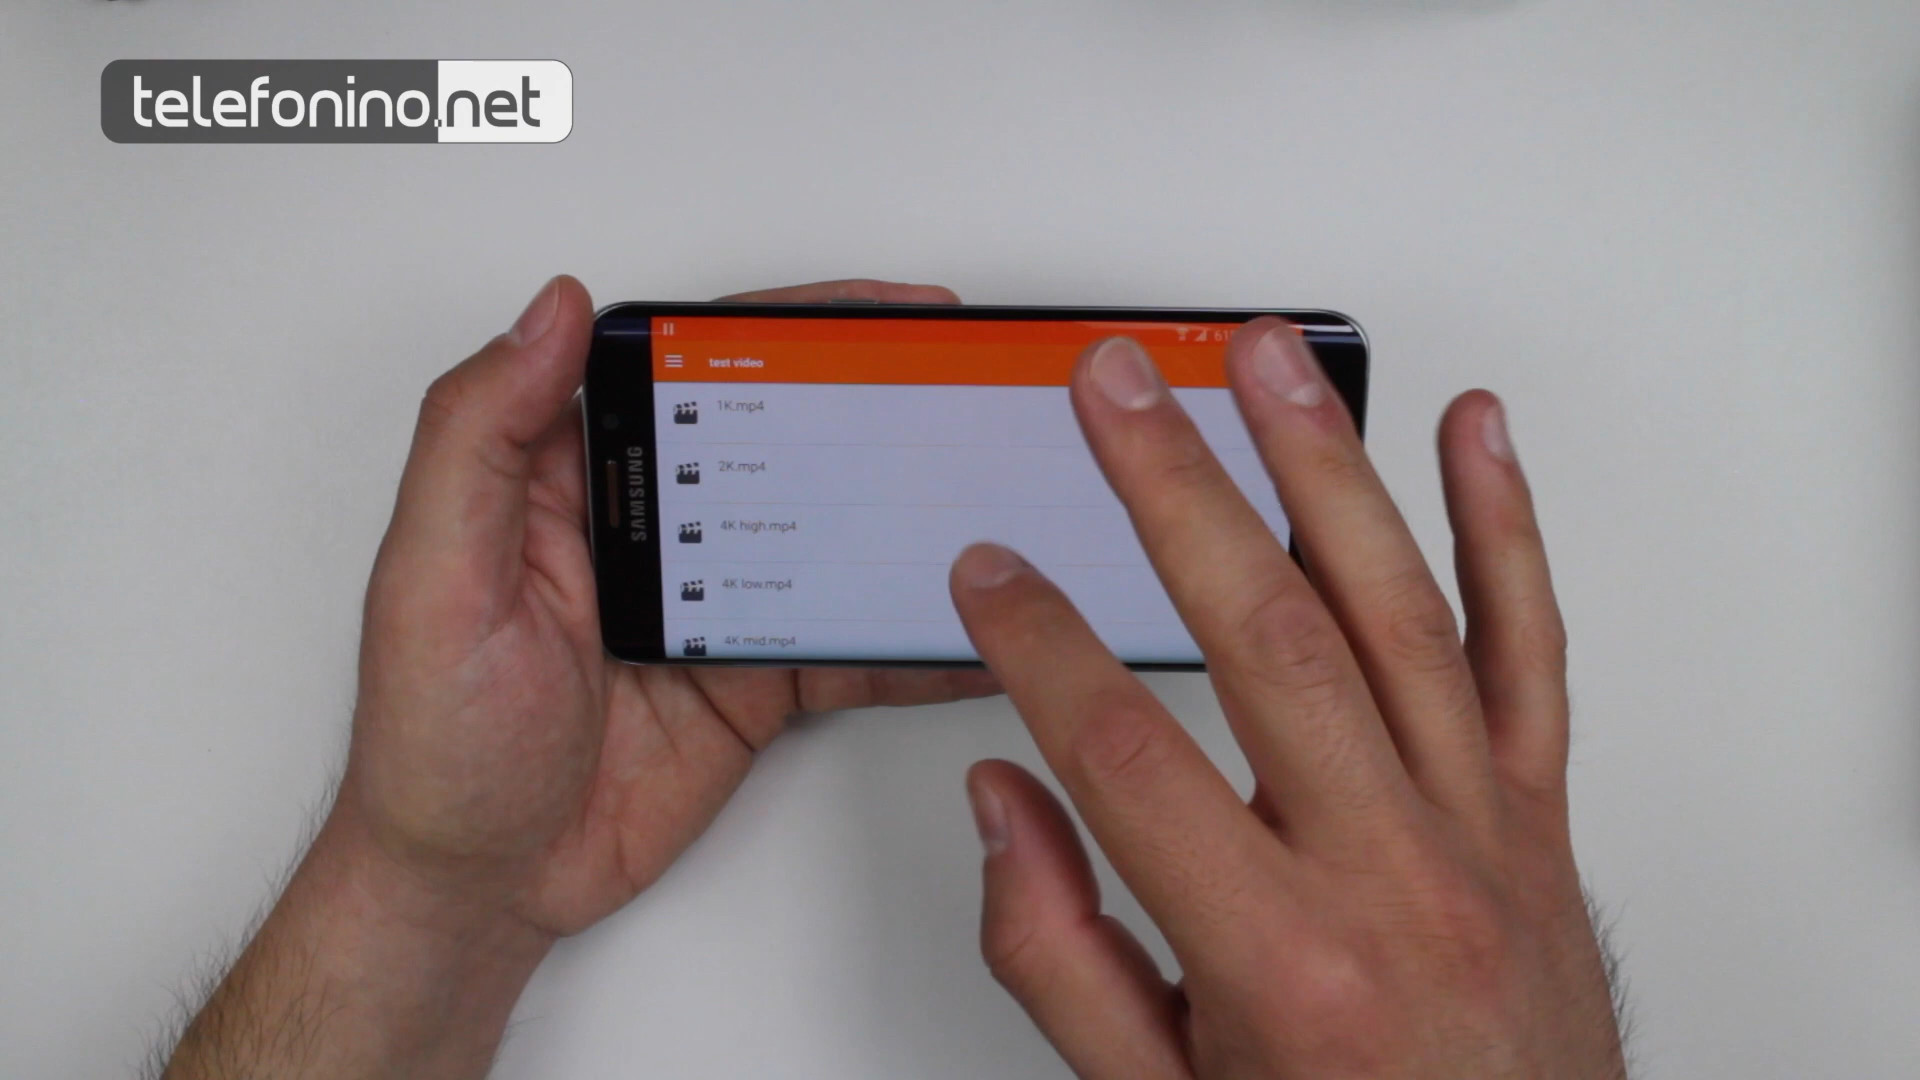 telefonino.net
test video
1K.mp4
2K.mp4
4K high.mp4
4K low.mp4
4K mid.mp4
SAMSUNG